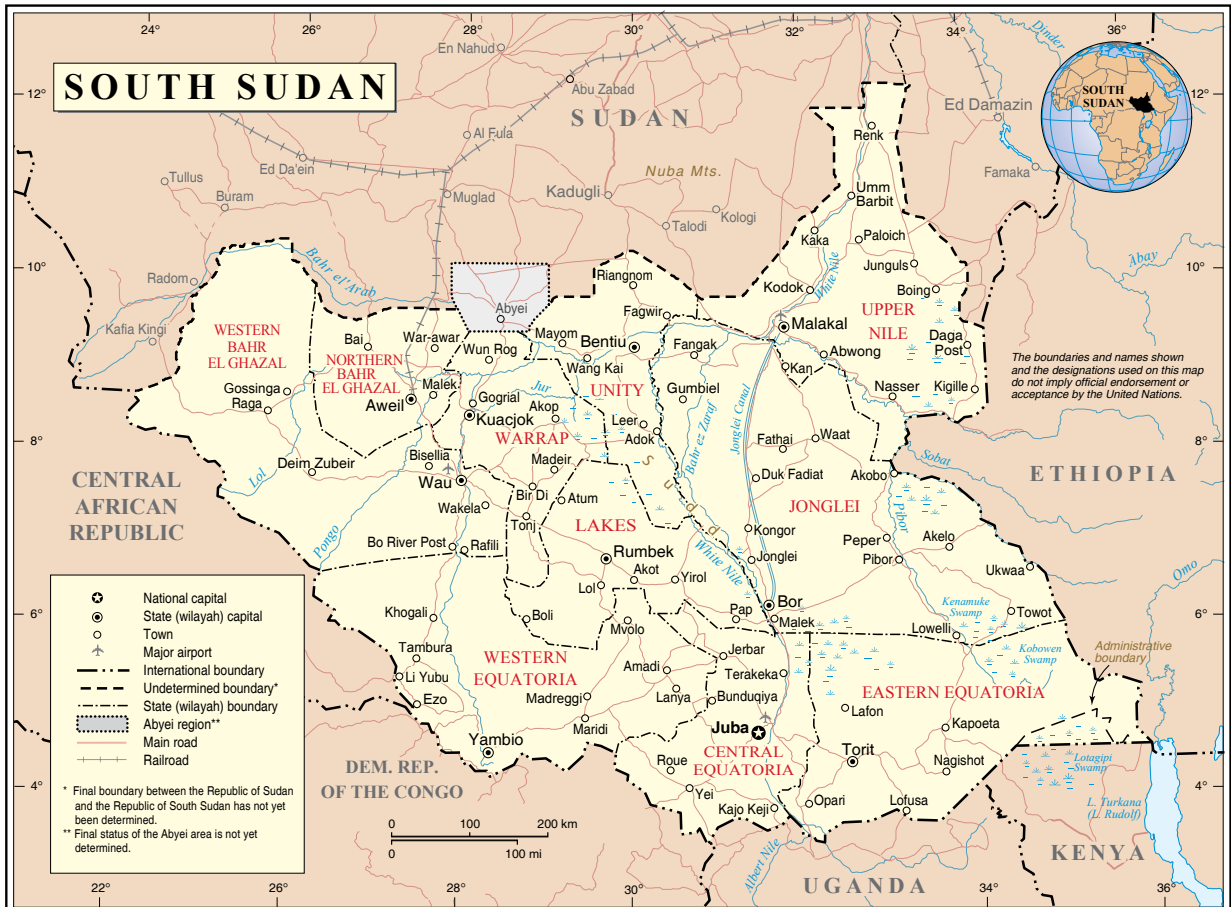 24°
26°
28°
30°
32°
34°
36°
SOUTH SUDAN
12°
12°
En Nahud
Abu Zabad
SUDAN
Dinder
Ed Damazin
SOUTH
SUDAN
Al Fula
Ed Da'ein
Tullus
Buram
Muglad
Kadugli
Nuba Mts.
Talodi
Kologi
Renk
Famaka
Umm
Barbit
Kaka
Paloich
Junguls
Boing
Abay
10°
10°
Radom
Bahr el'Arab
Kafia Kingi
Abyei
Riangnom
Fagwir
Kodok
White Nile
UPPER
NILE
Malakal
Daga
Post
WESTERN
BAHR
EL GHAZAL
Bai
War-awar
NORTHERN
BAHR
EL GHAZAL
Wun Rog
Mayom
Bentiu
Wang Kai
Fangak
Kan
Abwong
Nasser
Kigille
The boundaries and names shown
and the designations used on this map
do not imply official endorsement or
acceptance by the United Nations.
Gossinga
Raga
Malek
Aweil
Gogrial
Kuacjok
Jur
Akop
WARRAP
UNITY
Leer
Adok
Gumbiel
Bahr ez Zaraf
Jonglei Canal
Fathai
Waat
8°
8°
Sobat
ETHIOPIA
CENTRAL
AFRICAN
REPUBLIC
Deim Zubeir
Lol
Bisellia
Wau
Madeir
Bir Di
Atum
Sudd
Duk Fadiat
Akobo
JONGLEI
Pibor
Wakela
Tonj
LAKES
Kongor
Pongo
Bo River Post
Rafili
Rumbek
White Nile
Jonglei
Peper
Pibor
Akelo
Ukwaa
Omo
Akot
Yirol
Lol
Bor
6°
6°
Khogali
Boli
Mvolo
Pap
Malek
Kenamuke
Swamp
Towot
Lowelli
Administrative
boundary
Kobowen
Swamp
Tambura
Li Yubu
Ezo
WESTERN
EQUATORIA
Amadi
Jerbar
Terakeka
Lanya
Bunduqiya
Madreggi
Maridi
EASTERN EQUATORIA
Lafon
Kapoeta
Yambio
Juba
CENTRAL
EQUATORIA
Torit
Nagishot
Lotagipi
Swamp
DEM. REP.
OF THE CONGO
Roue
Yei
Kajo Keji
Opari
Lofusa
4°
4°
L. Turkana
(L. Rudolf)
KENYA
Albert Nile
UGANDA
National capital
State (wilayah) capital
Town
Major airport
International boundary
Undetermined boundary*
State (wilayah) boundary
Abyei region**
Main road
Railroad
* Final boundary between the Republic of Sudan
and the Republic of South Sudan has not yet
been determined.
** Final status of the Abyei area is not yet
determined.
0 100 200 km
0 100 mi
22°
26°
28°
30°
34°
36°